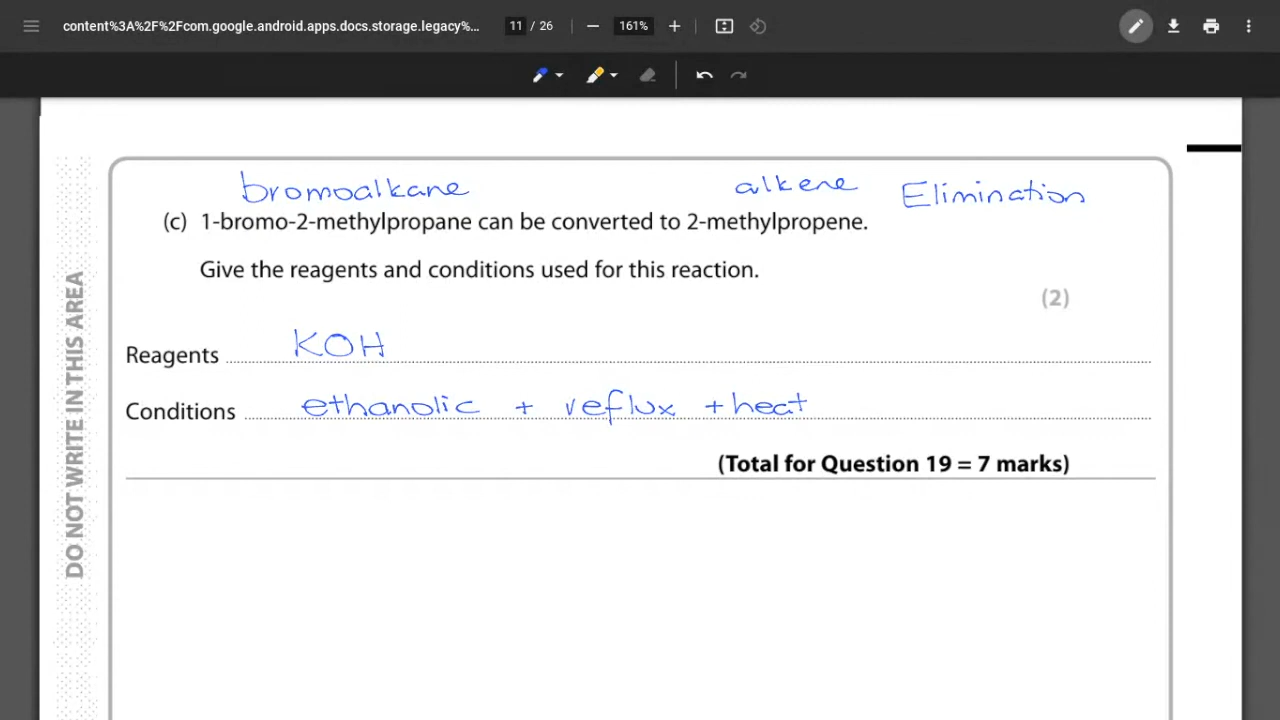 content%3A%2F%2Fcom.google.android.apps.docs.storage.legacy%... 11 / 26 161%
bromoalkane alkene Elimination
(c) 1-bromo-2-methylpropane can be converted to 2-methylpropene.
Give the reagents and conditions used for this reaction.
(2)
Reagents KOH
Conditions ethanolic + reflux + heat
(Total for Question 19 = 7 marks)
DO NOT WRITE IN THIS AREA